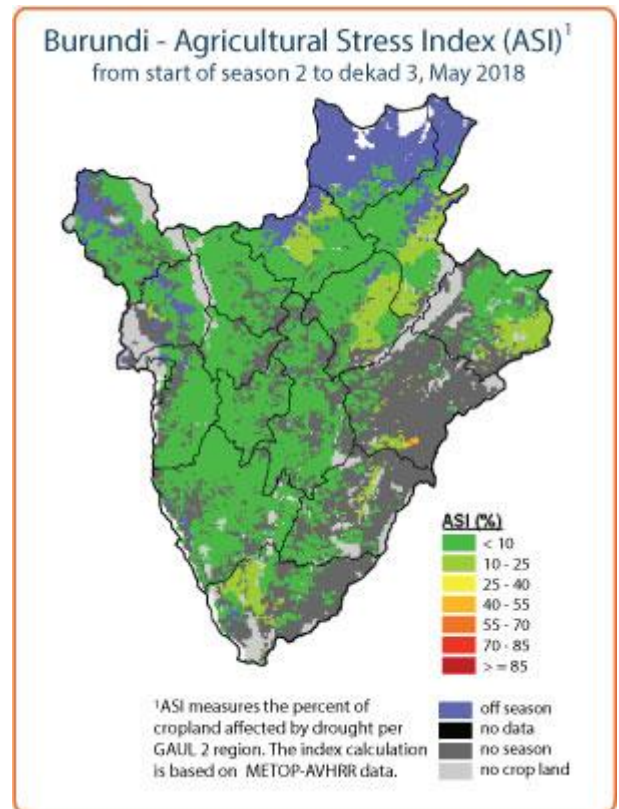 Burundi - Agricultural Stress Index (ASI)¹
from start of season 2 to dekad 3, May 2018
ASI (%)
< 10
10 - 25
25 - 40
40 - 55
55 - 70
70 - 85
> = 85
¹ASI measures the percent of
cropland affected by drought per
GAUL 2 region. The index calculation
is based on METOP-AVHRR data.
off season
no data
no season
no crop land